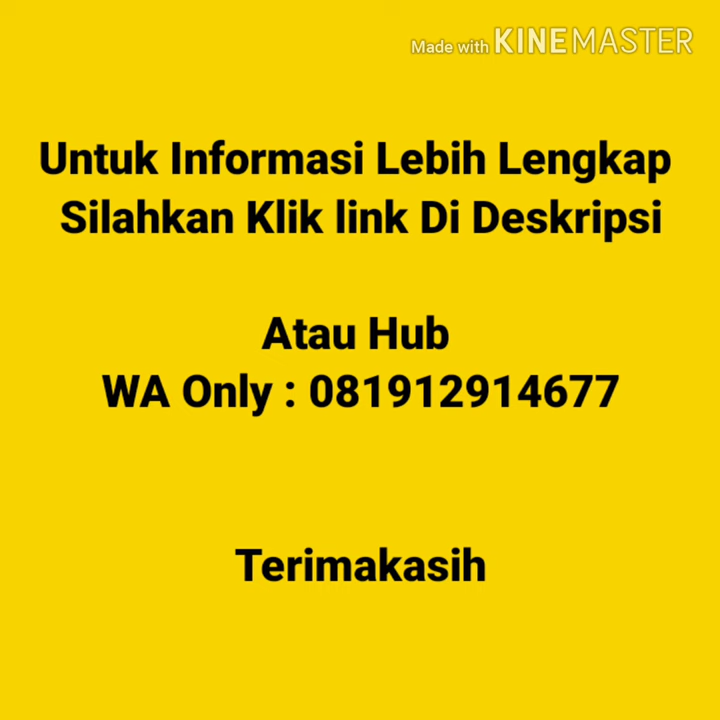 Made with KINEMASTER
Untuk Informasi Lebih Lengkap
Silahkan Klik link Di Deskripsi
Atau Hub
WA Only : 081912914677
Terimakasih